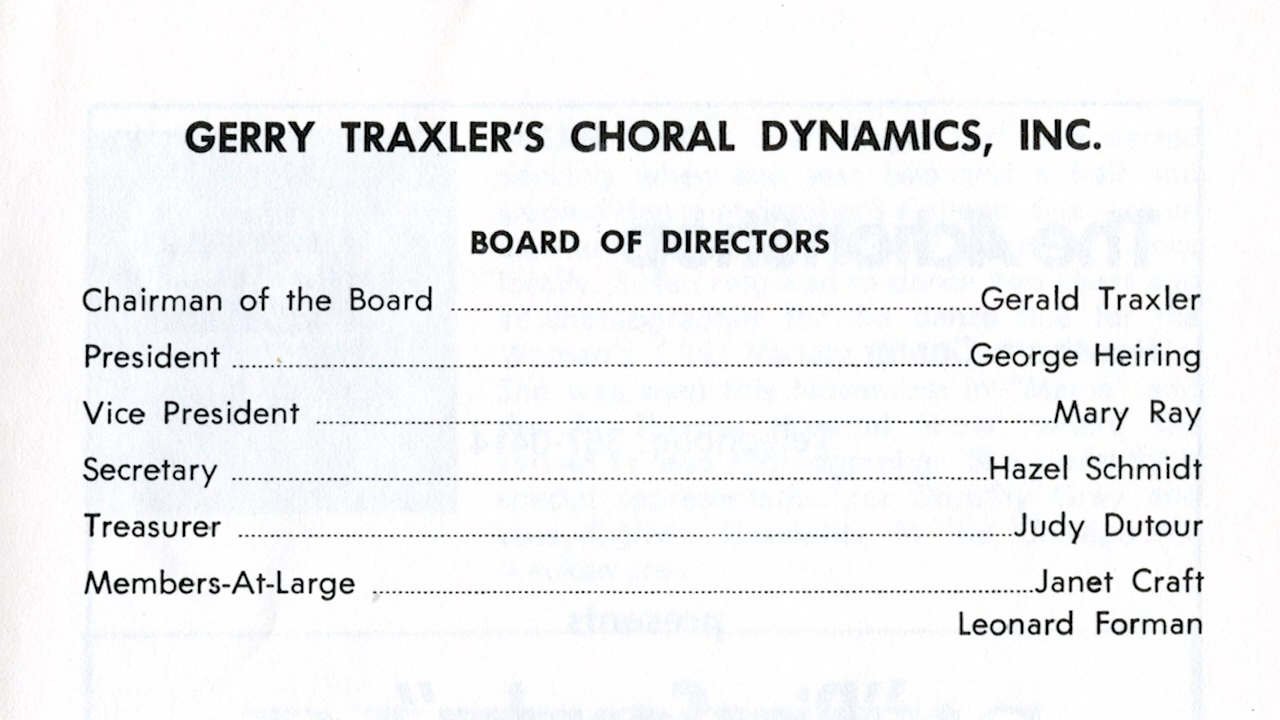 GERRY TRAXLER'S CHORAL DYNAMICS, INC.
BOARD OF DIRECTORS
Chairman of the Board ........ Gerald Traxler
President ........ George Heiring
Vice President ........ Mary Ray
Secretary ........ Hazel Schmidt
Treasurer ........ Judy Dutour
Members-At-Large ........ Janet Craft
Leonard Forman